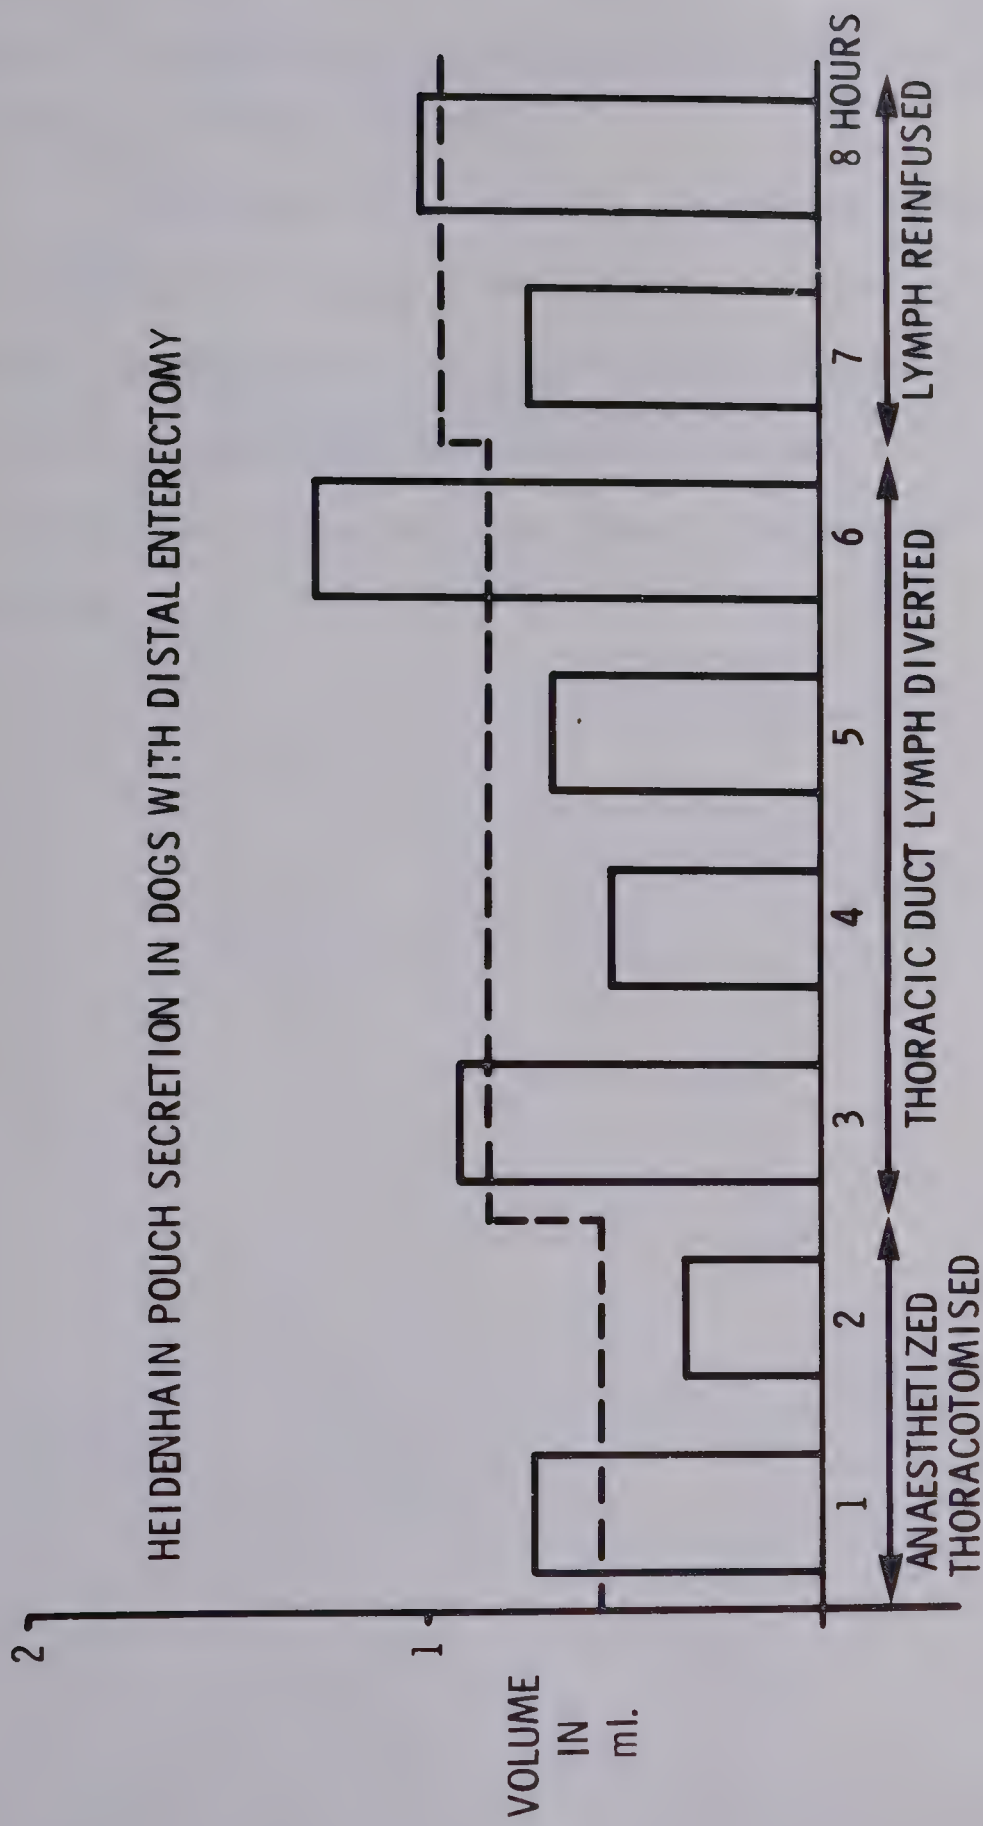 HEIDENHAIN POUCH SECRETION IN DOGS WITH DISTAL ENTERECTOMY
2
1
VOLUME
IN
ml.
1 2 3 4 5 6 7 8 HOURS
ANAESTHETIZED
THORACOTOMISED
THORACIC DUCT LYMPH DIVERTED
LYMPH REINFUSED